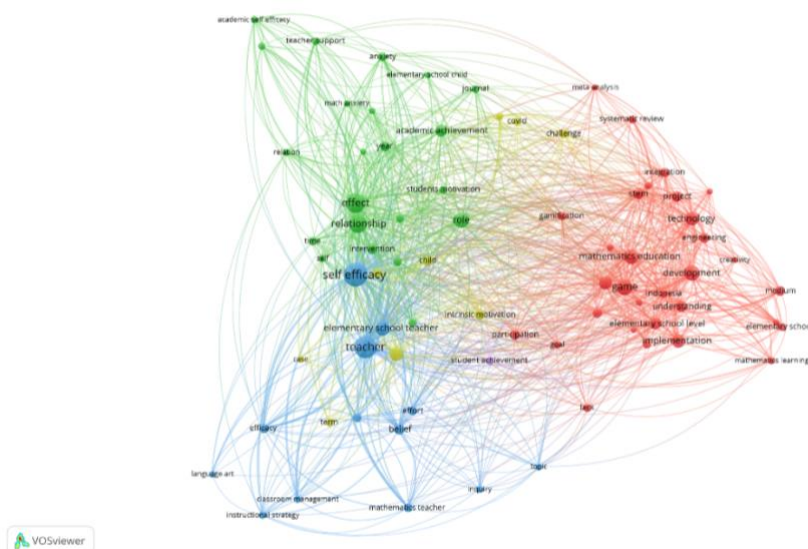 academic self efficacy
teacher support
anxiety
elementary school child
journal
meta analysis
math anxiety
covid
systematic review
academic achievement
challenge
year
relation
innovation
students motivation
stem
project
effect
relationship
role
gamification
technology
engineering
time
intervention
self
child
mathematics education
creativity
self efficacy
development
game
indonesia
medium
understanding
intrinsic motivation
elementary school teacher
elementary school level
elementary schoo
participation
implementation
teacher
goal
case
student achievement
mathematics learning
task
effort
term
efficacy
belief
topic
language art
inquiry
classroom management
mathematics teacher
instructional strategy
VOSviewer